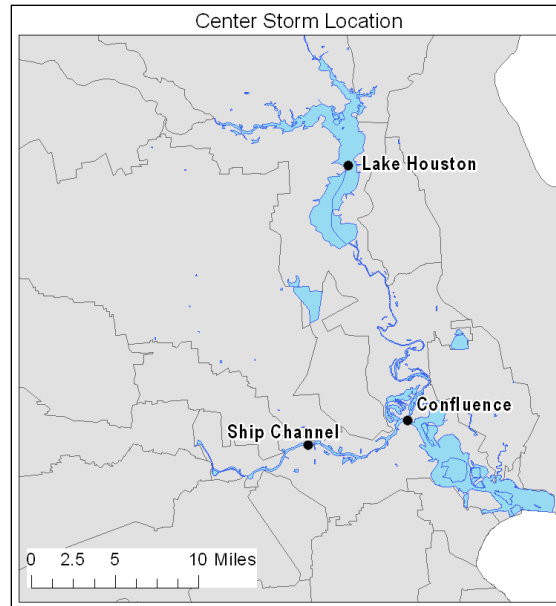 Center Storm Location
Lake Houston
Confluence
Ship Channel
0 2.5 5 10 Miles